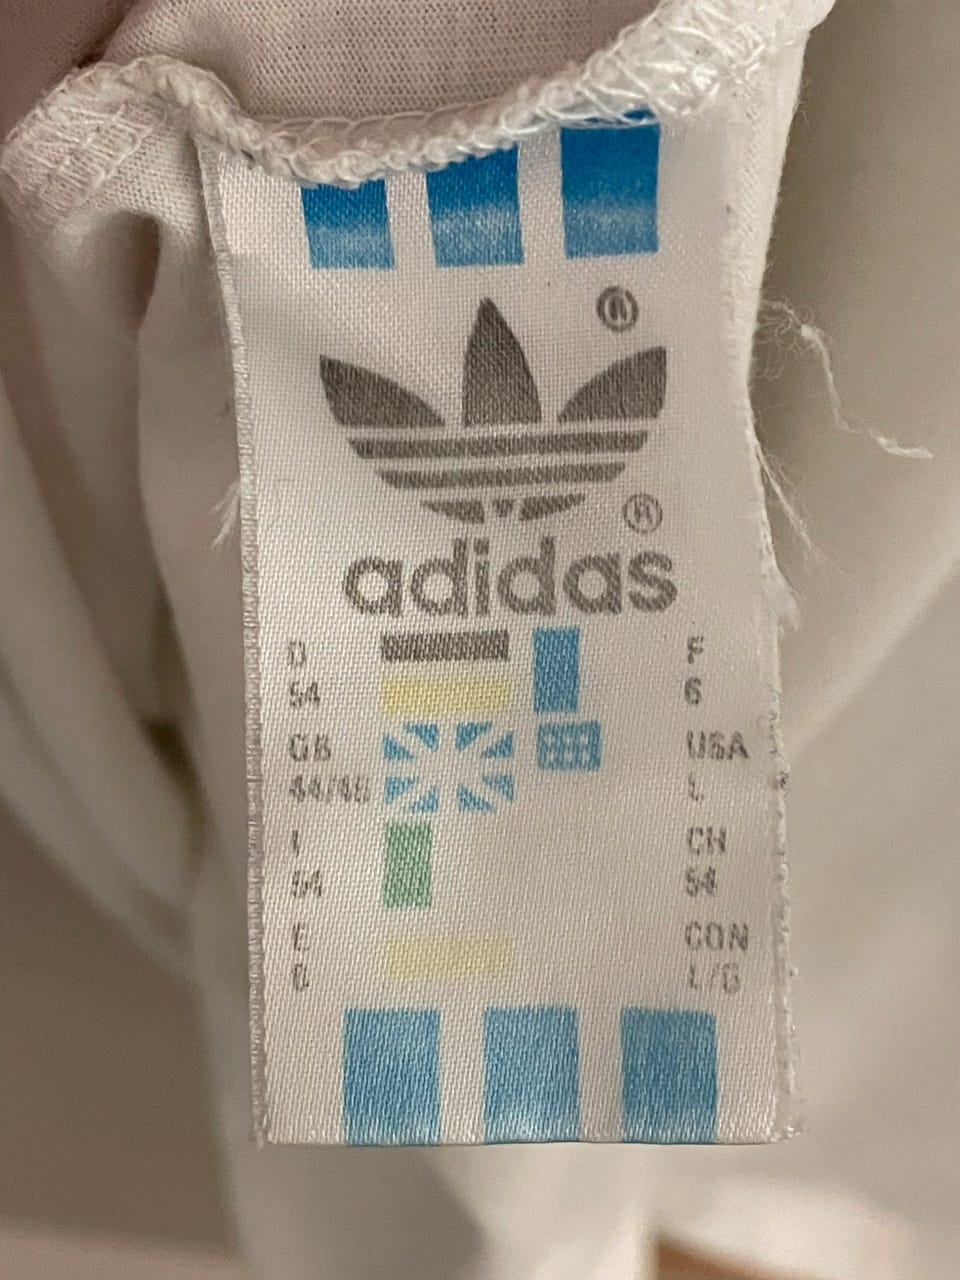 ®
®
adidas
D F
54 6
GB USA
44/46 L
I CH
54 54
E CON
G L/G